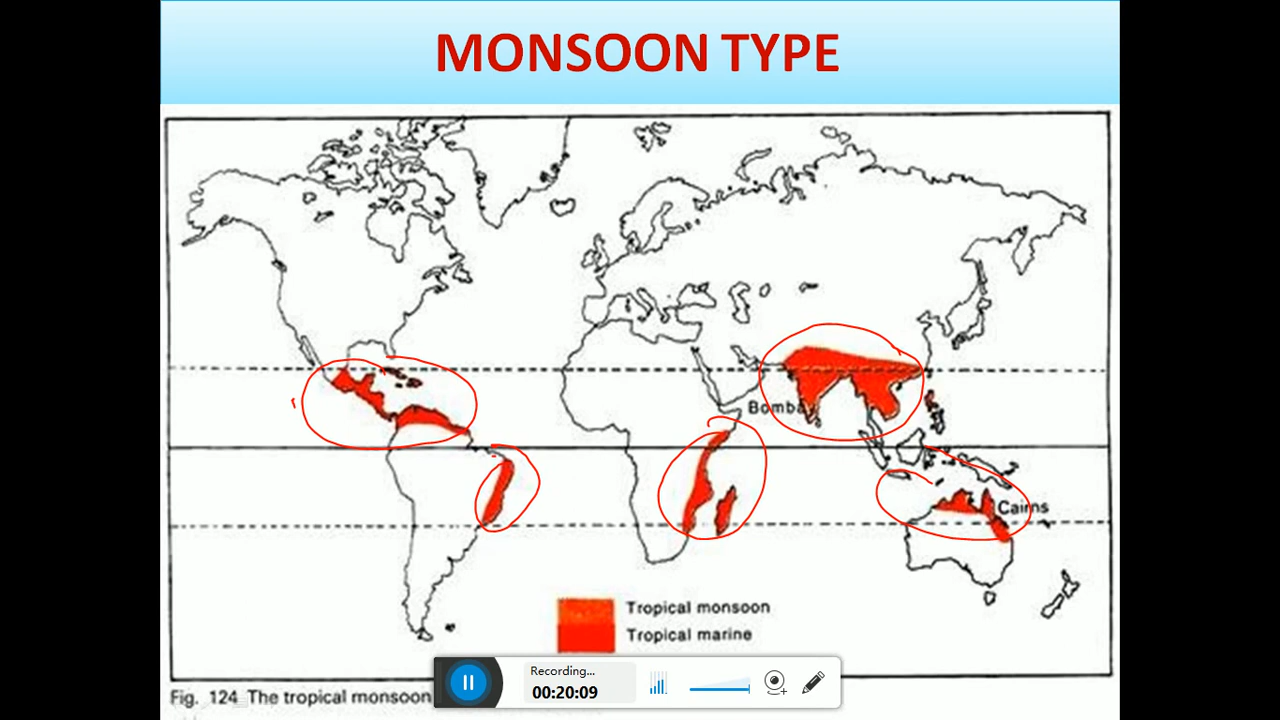 MONSOON TYPE
Bombay
Cairns
Tropical monsoon
Tropical marine
Recording...
00:20:09
Fig. 124 The tropical monsoon